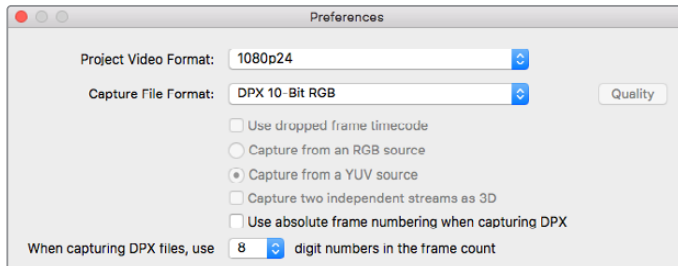 Preferences
Project Video Format: 1080p24
Capture File Format: DPX 10-Bit RGB Quality
Use dropped frame timecode
Capture from an RGB source
Capture from a YUV source
Capture two independent streams as 3D
Use absolute frame numbering when capturing DPX
When capturing DPX files, use 8 digit numbers in the frame count